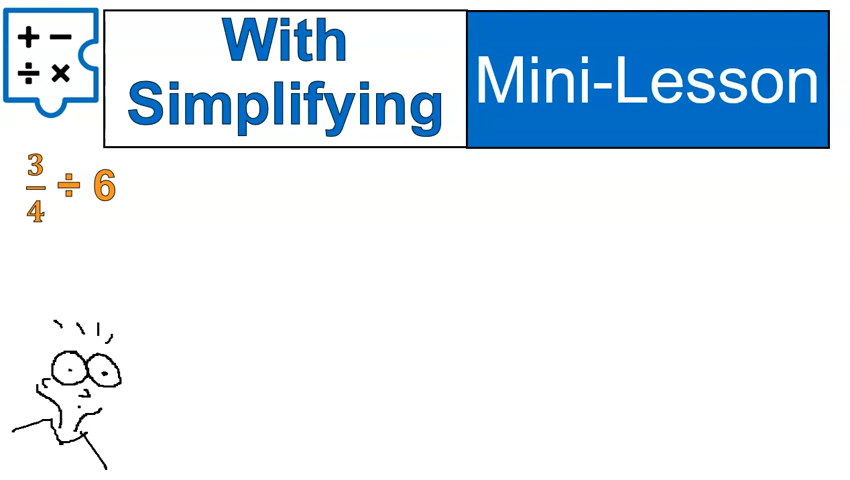 + −
÷ ×
With
Simplifying
Mini-Lesson
3/4 ÷ 6